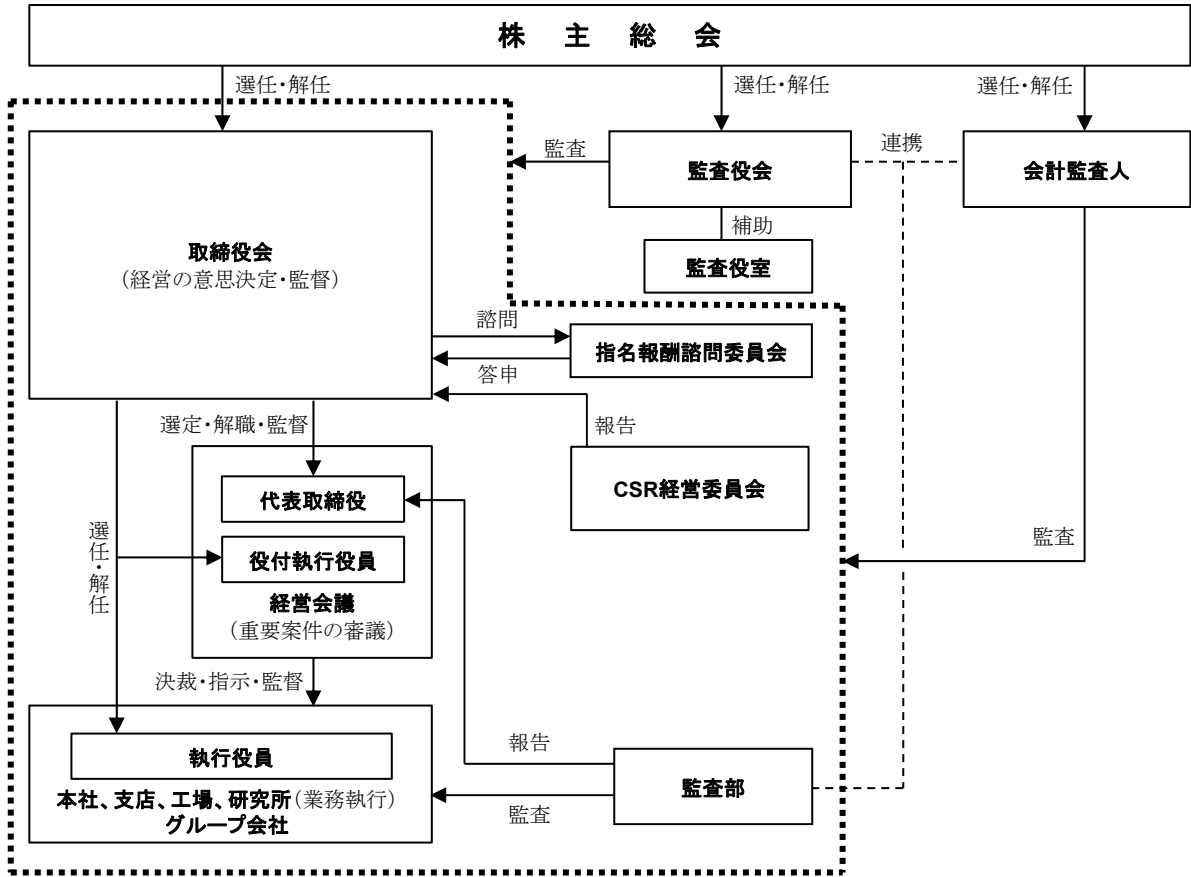 株 主 総 会
選任・解任
選任・解任
選任・解任
取締役会
（経営の意思決定・監督）
監査
監査役会
連携
会計監査人
補助
監査役室
諮問
指名報酬諮問委員会
答申
報告
CSR経営委員会
選定・解職・監督
代表取締役
役付執行役員
経営会議
（重要案件の審議）
選任・解任
監査
決裁・指示・監督
執行役員
本社、支店、工場、研究所（業務執行）
グループ会社
報告
監査
監査部